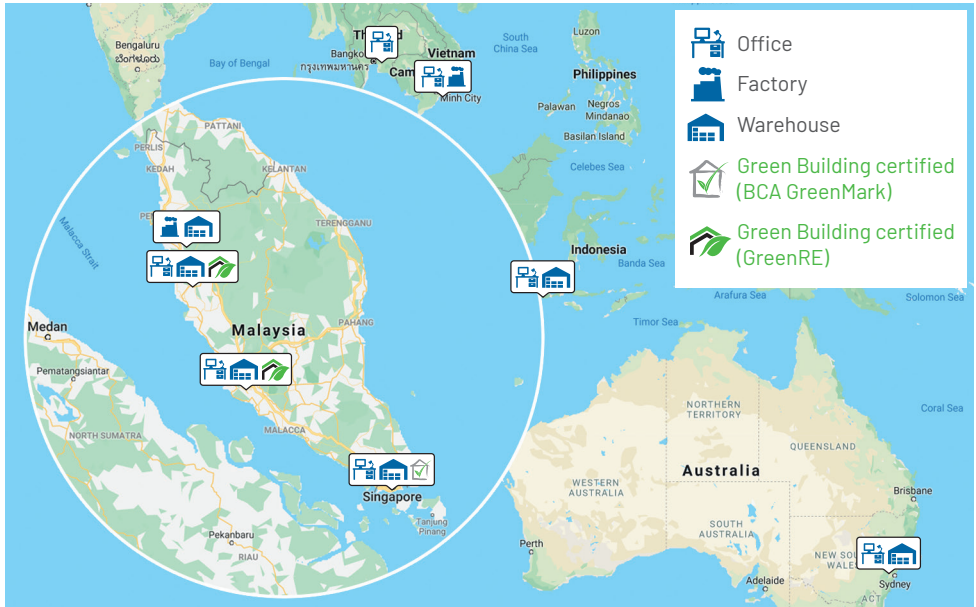 Office
Factory
Warehouse
Green Building certified
(BCA GreenMark)
Green Building certified
(GreenRE)
Bengaluru
ಬೆಂಗಳೂರು
Bay of Bengal
Vietnam
กรุงเทพมหานคร
Minh City
South
China Sea
Luzon
Philippines
Palawan
Negros
Mindanao
Basilan Island
Celebes Sea
Indonesia
Banda Sea
Arafura Sea
Solomon Sea
Timor Sea
Coral Sea
PATTANI
PERLIS
KEDAH
KELANTAN
TERENGGANU
Malacca Strait
Malaysia
PAHANG
Medan
Pematangsiantar
NORTH SUMATRA
MALACCA
Singapore
Tanjung
Pinang
Pekanbaru
RIAU
NORTHERN
TERRITORY
QUEENSLAND
Australia
WESTERN
AUSTRALIA
Brisbane
SOUTH
AUSTRALIA
Perth
Adelaide
Sydney
ACT